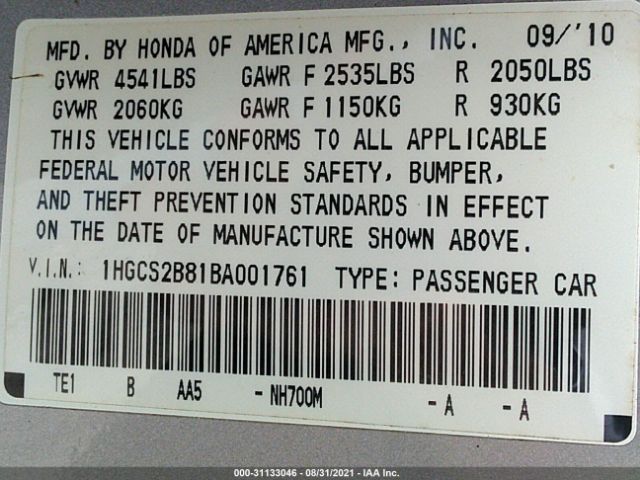 MFD. BY HONDA OF AMERICA MFG., INC. 09/'10
GVWR 4541LBS GAWR F 2535LBS R 2050LBS
GVWR 2060KG GAWR F 1150KG R 930KG
THIS VEHICLE CONFORMS TO ALL APPLICABLE
FEDERAL MOTOR VEHICLE SAFETY, BUMPER,
AND THEFT PREVENTION STANDARDS IN EFFECT
ON THE DATE OF MANUFACTURE SHOWN ABOVE.
V.I.N.: 1HGCS2B81BA001761 TYPE: PASSENGER CAR
TE1 B AA5 - NH700M - A - A
000-31133046 - 08/31/2021 - IAA Inc.